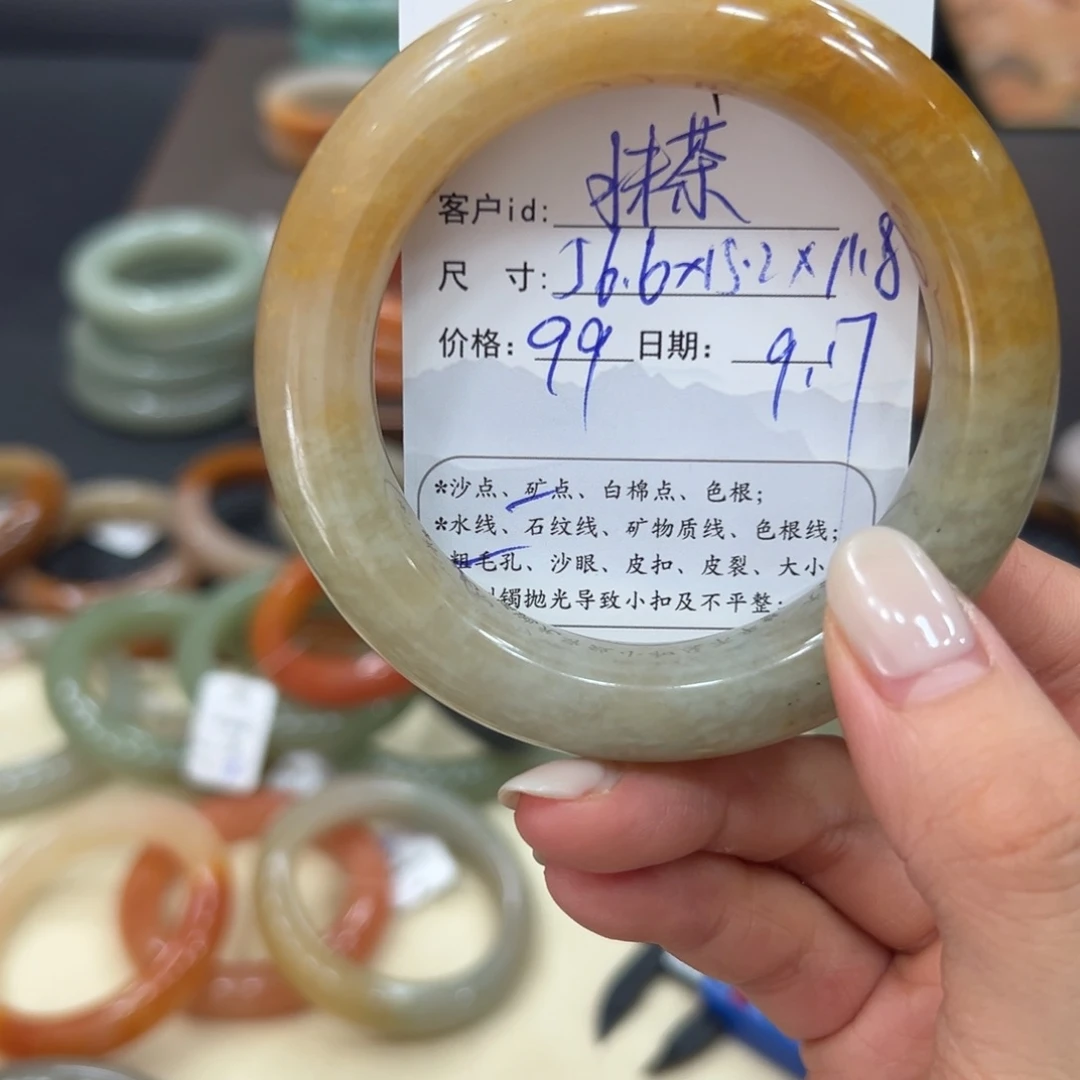 客户id: 抹茶
尺 寸: 56.6×15.2×11.8
价格: 99 日期: 9.17
*沙点、矿点、白棉点、色根;
*水线、石纹线、矿物质线、色根线;
粗毛孔、沙眼、皮扣、皮裂、大小
镯抛光导致小扣及不平整